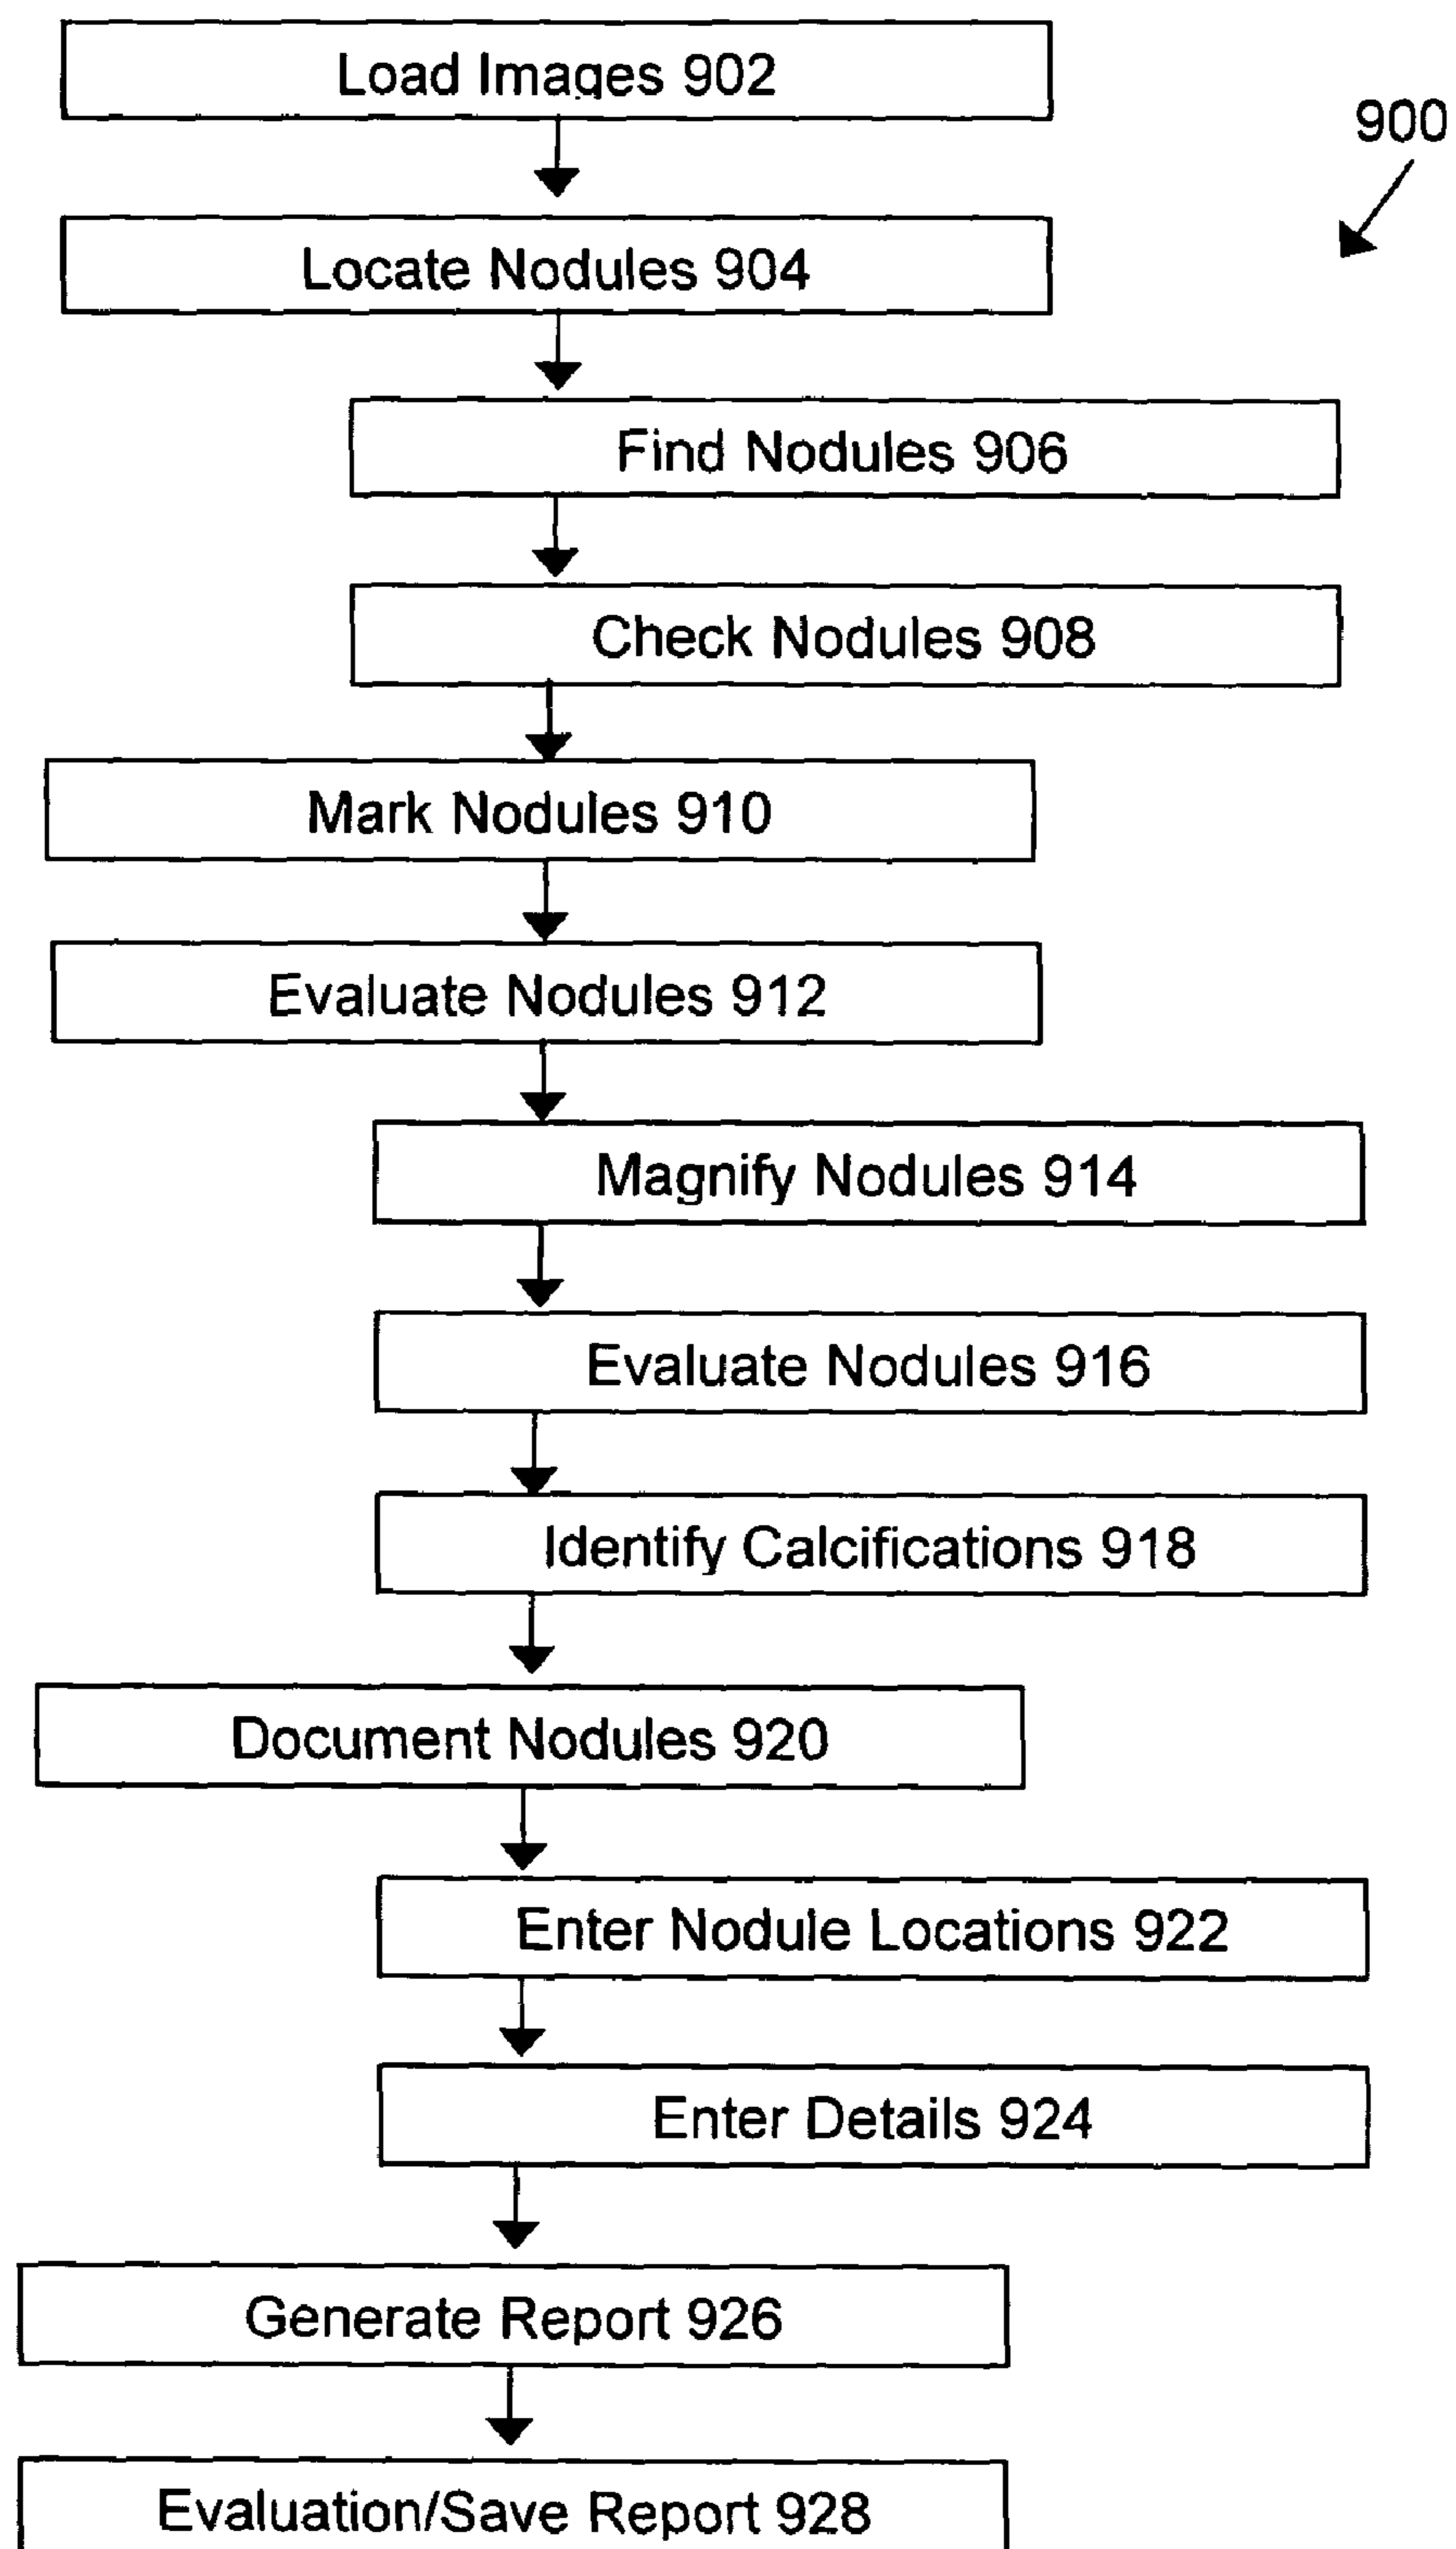 Load Images 902
900
Locate Nodules 904
Find Nodules 906
Check Nodules 908
Mark Nodules 910
Evaluate Nodules 912
Magnify Nodules 914
Evaluate Nodules 916
Identify Calcifications 918
Document Nodules 920
Enter Nodule Locations 922
Enter Details 924
Generate Report 926
Evaluation/Save Report 928